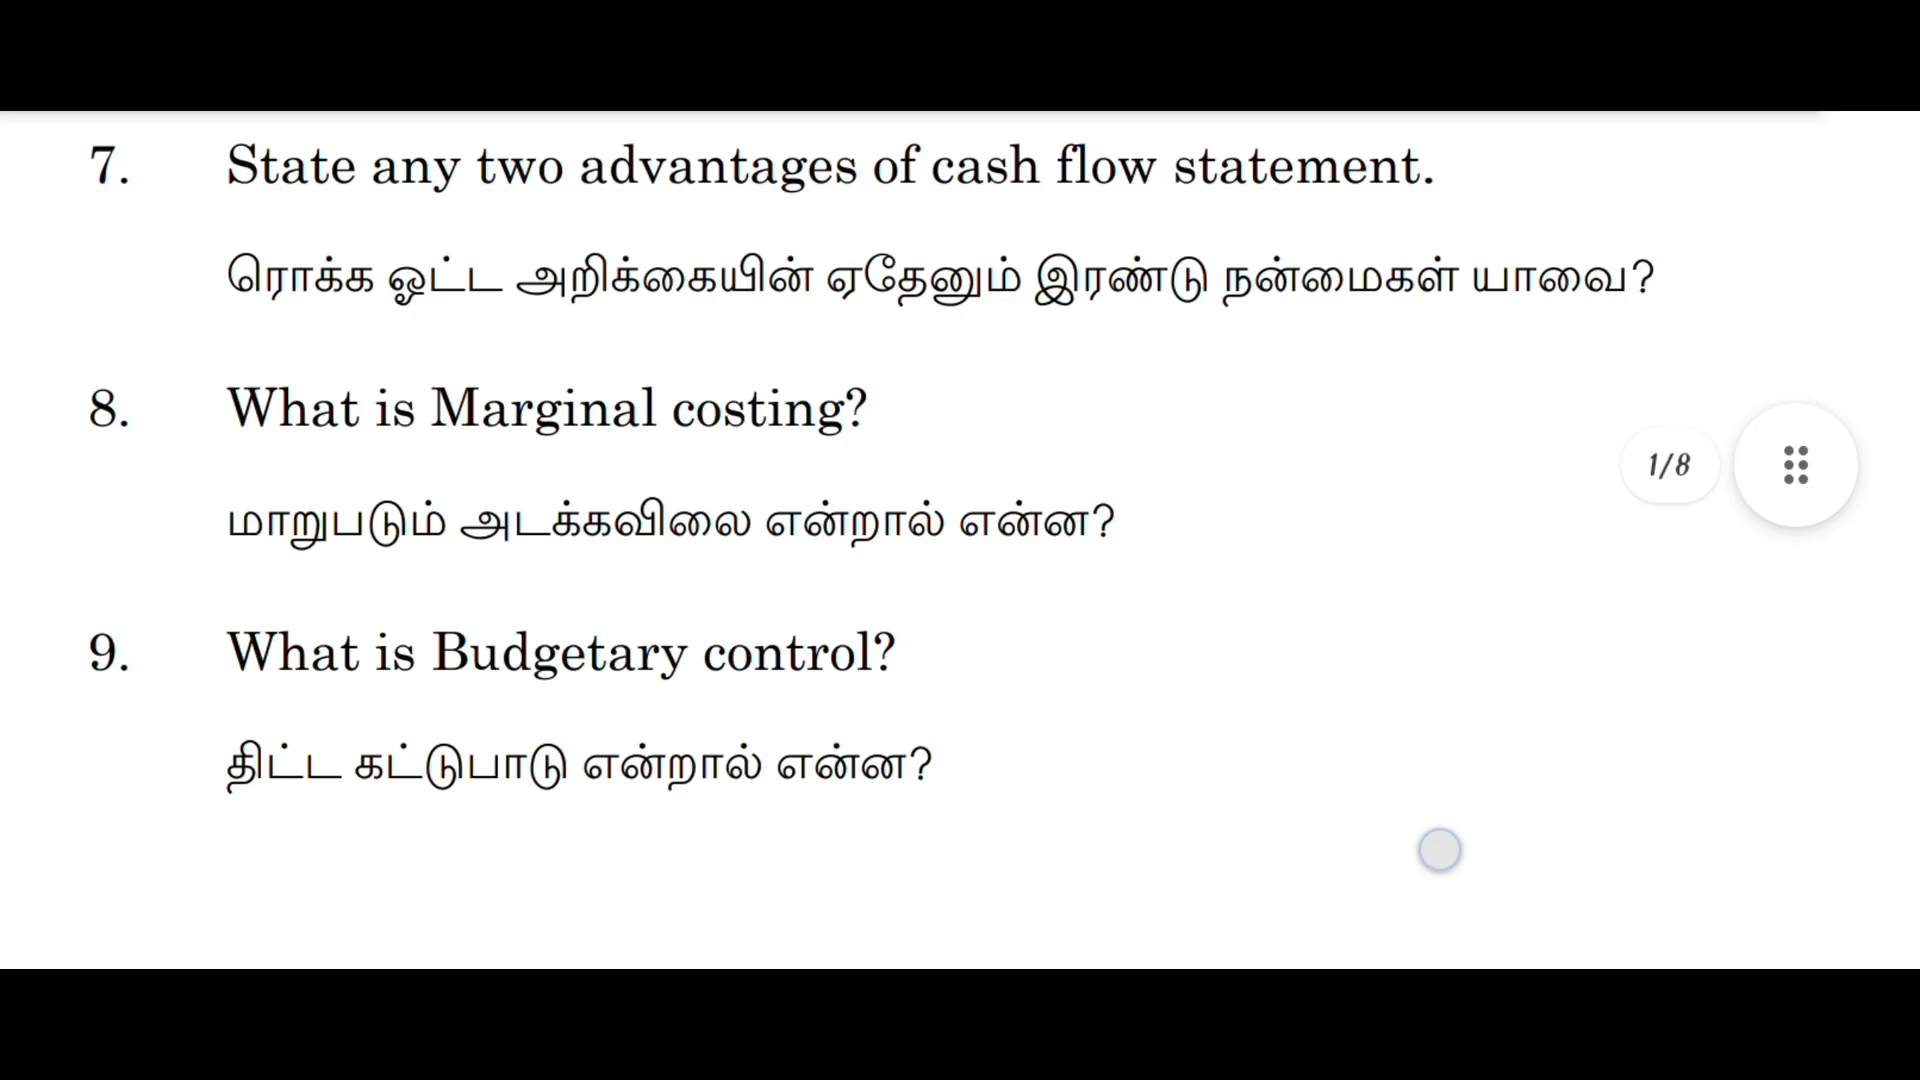 7. State any two advantages of cash flow statement.
ரொக்க ஓட்ட அறிக்கையின் ஏதேனும் இரண்டு நன்மைகள் யாவை?
8. What is Marginal costing?
1/8
மாறுபடும் அடக்கவிலை என்றால் என்ன?
9. What is Budgetary control?
திட்ட கட்டுபாடு என்றால் என்ன?